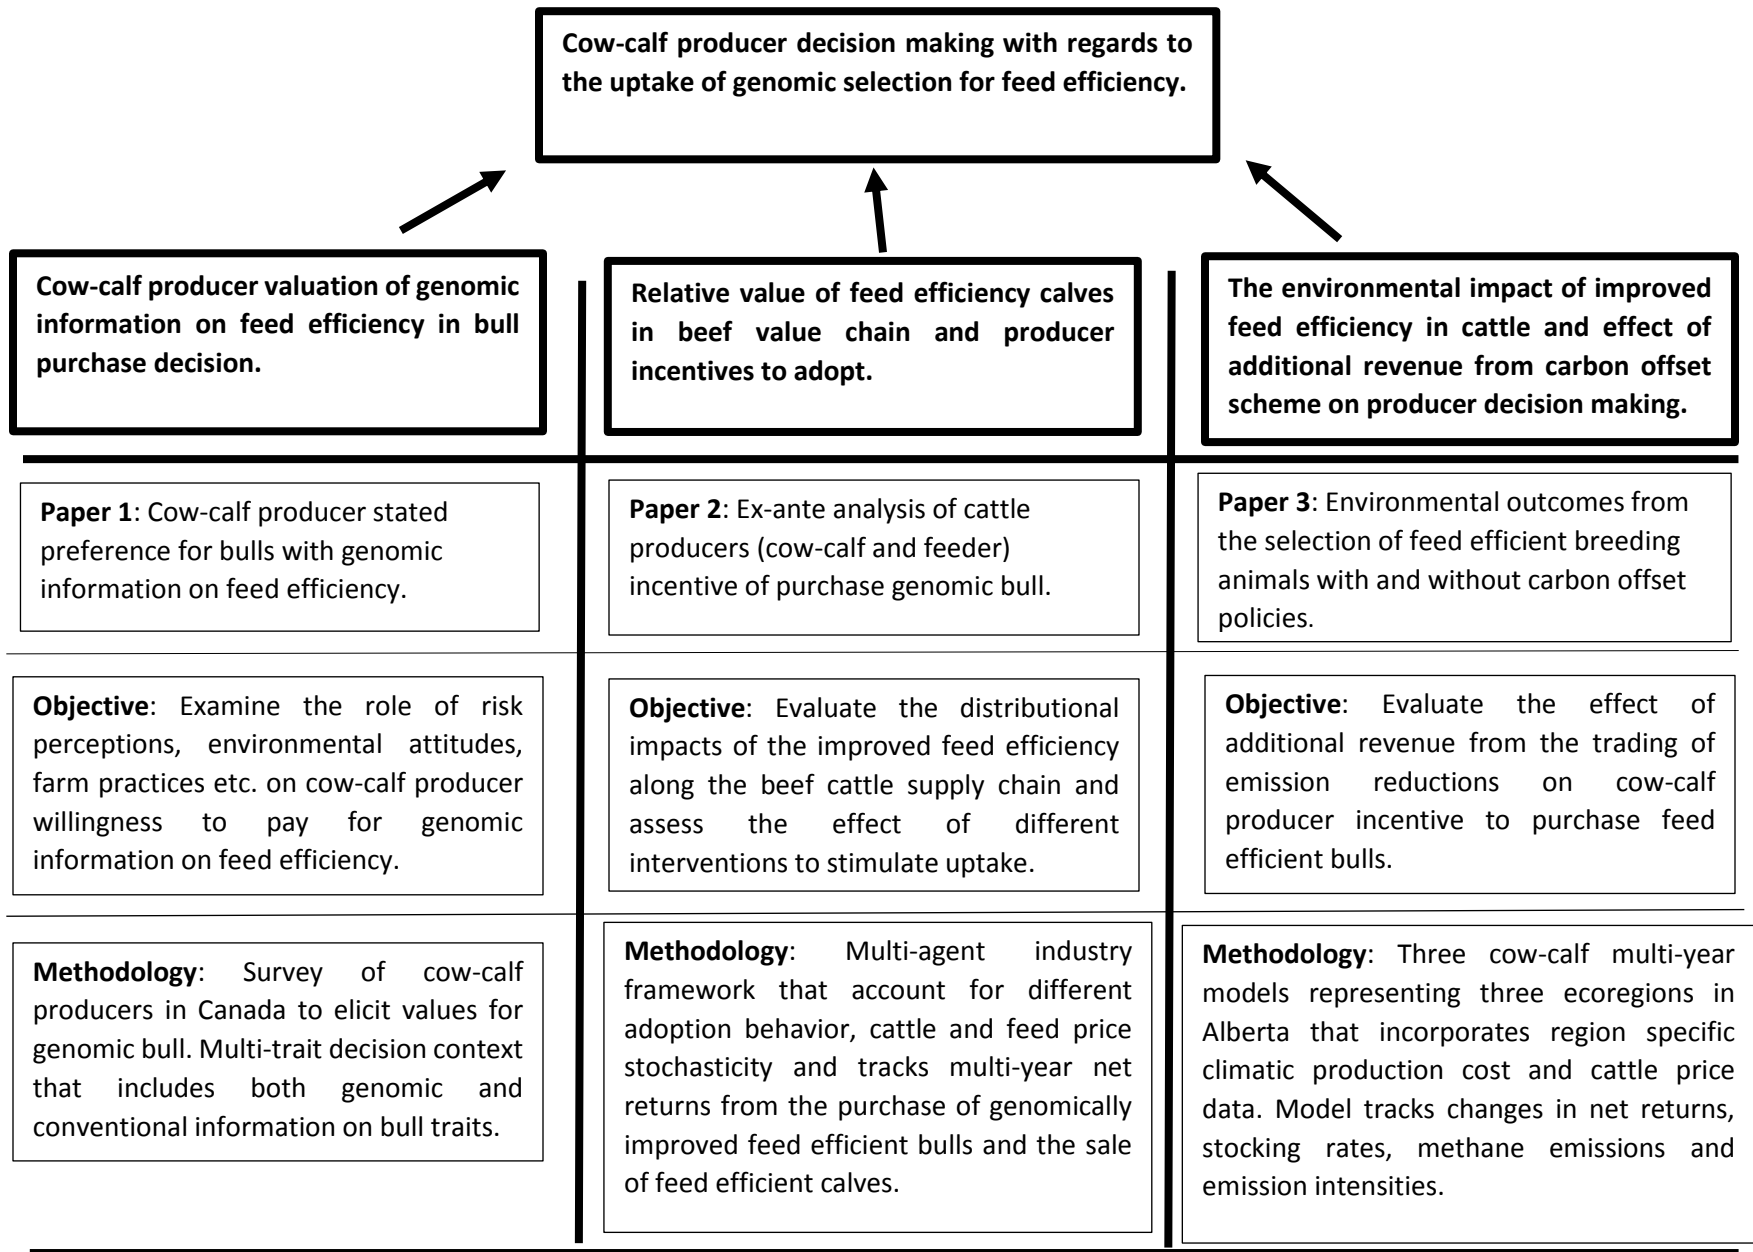 Cow-calf producer decision making with regards to
the uptake of genomic selection for feed efficiency.
Cow-calf producer valuation of genomic
information on feed efficiency in bull
purchase decision.
Relative value of feed efficiency calves
in beef value chain and producer
incentives to adopt.
The environmental impact of improved
feed efficiency in cattle and effect of
additional revenue from carbon offset
scheme on producer decision making.
Paper 1: Cow-calf producer stated
preference for bulls with genomic
information on feed efficiency.
Paper 2: Ex-ante analysis of cattle
producers (cow-calf and feeder)
incentive of purchase genomic bull.
Paper 3: Environmental outcomes from
the selection of feed efficient breeding
animals with and without carbon offset
policies.
Objective: Examine the role of risk
perceptions, environmental attitudes,
farm practices etc. on cow-calf producer
willingness to pay for genomic
information on feed efficiency.
Objective: Evaluate the distributional
impacts of the improved feed efficiency
along the beef cattle supply chain and
assess the effect of different
interventions to stimulate uptake.
Objective: Evaluate the effect of
additional revenue from the trading of
emission reductions on cow-calf
producer incentive to purchase feed
efficient bulls.
Methodology: Survey of cow-calf
producers in Canada to elicit values for
genomic bull. Multi-trait decision context
that includes both genomic and
conventional information on bull traits.
Methodology: Multi-agent industry
framework that account for different
adoption behavior, cattle and feed price
stochasticity and tracks multi-year net
returns from the purchase of genomically
improved feed efficient bulls and the sale
of feed efficient calves.
Methodology: Three cow-calf multi-year
models representing three ecoregions in
Alberta that incorporates region specific
climatic production cost and cattle price
data. Model tracks changes in net returns,
stocking rates, methane emissions and
emission intensities.